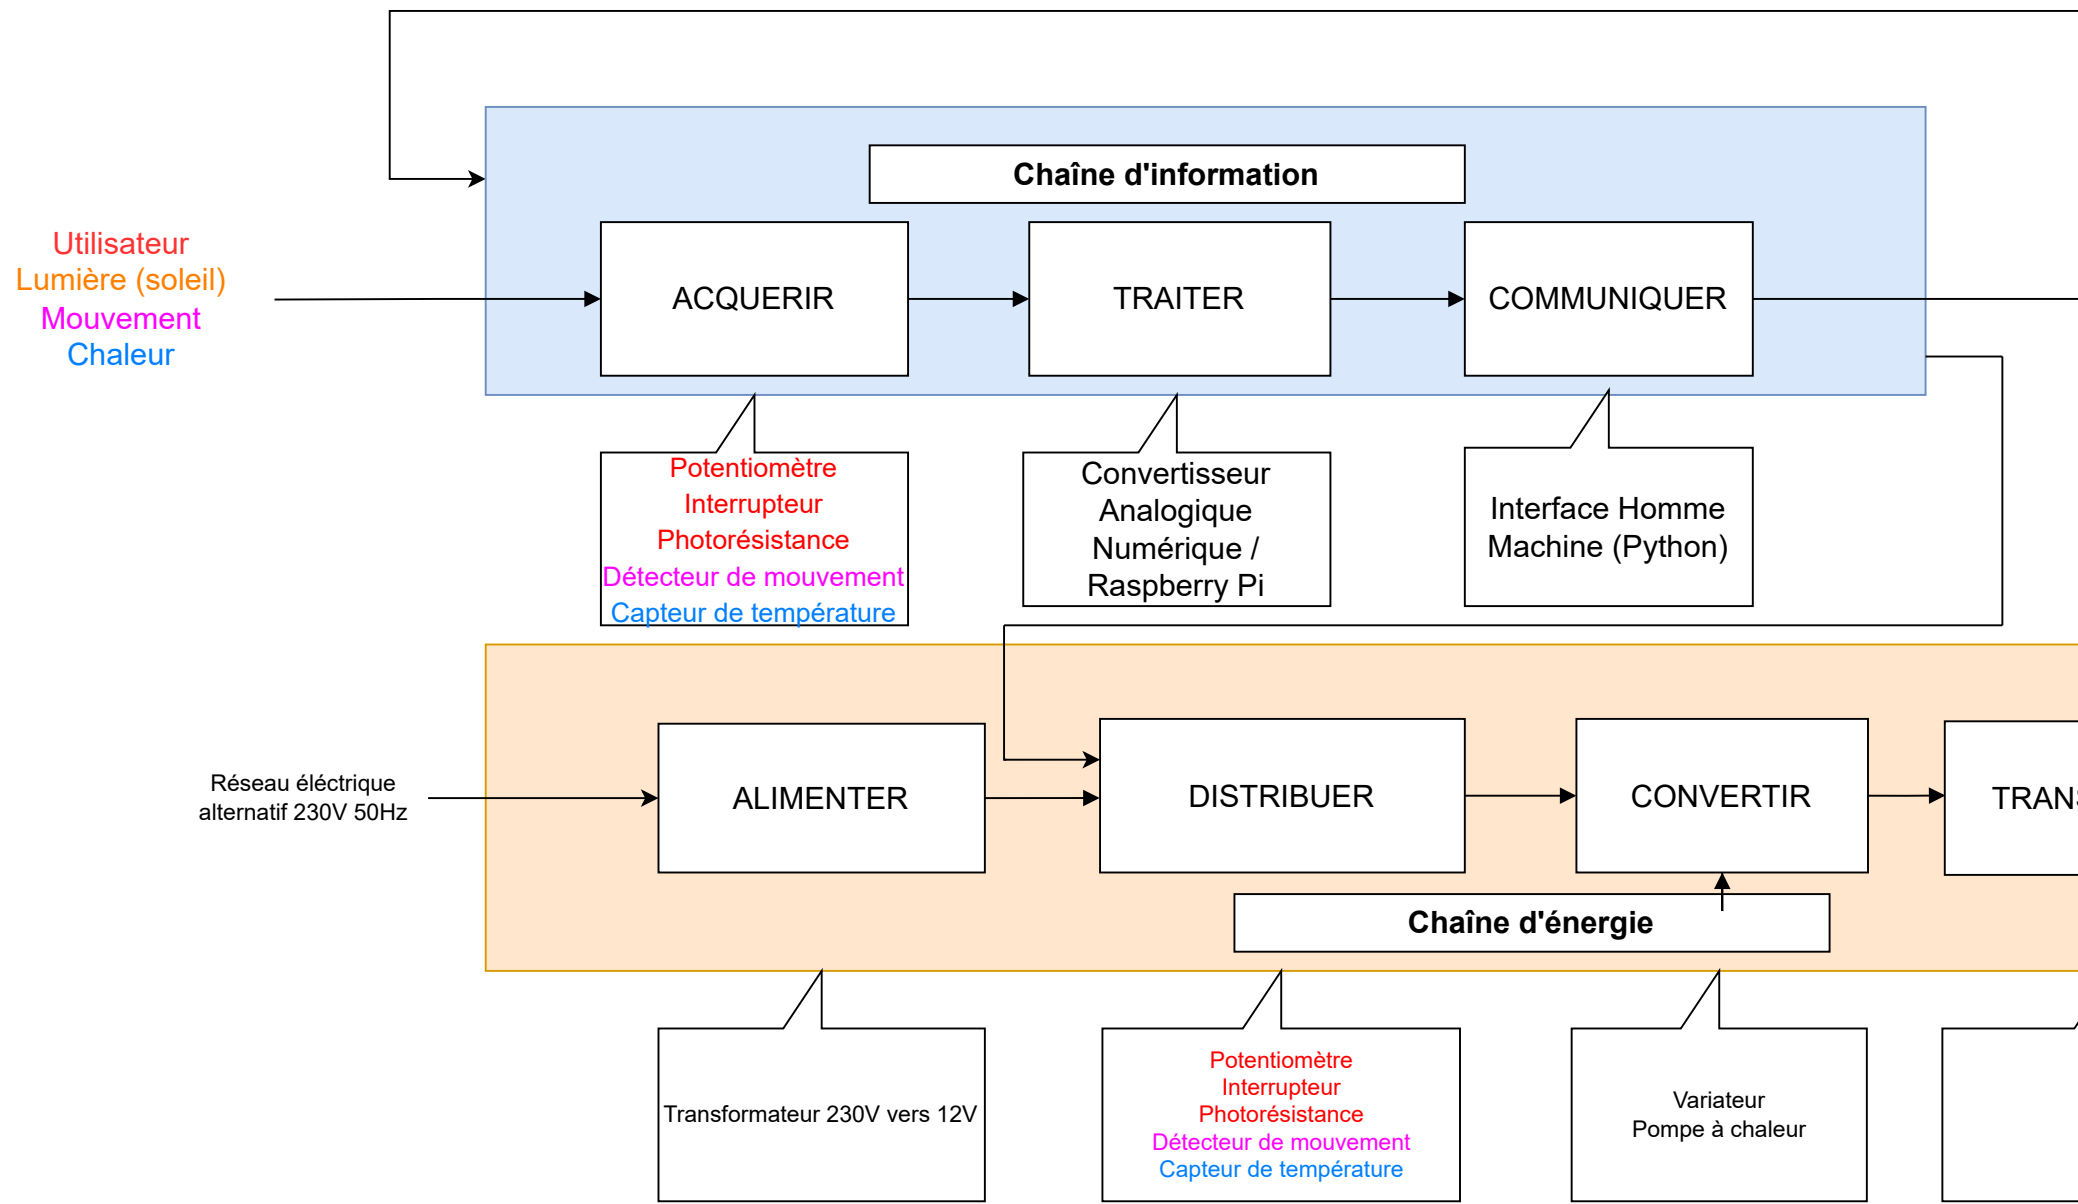 Chaîne d'information
Utilisateur
Lumière (soleil)
Mouvement
Chaleur
ACQUERIR
TRAITER
COMMUNIQUER
Potentiomètre
Interrupteur
Photorésistance
Détecteur de mouvement
Capteur de température
Convertisseur
Analogique
Numérique /
Raspberry Pi
Interface Homme
Machine (Python)
Réseau éléctrique
alternatif 230V 50Hz
ALIMENTER
DISTRIBUER
CONVERTIR
TRANS
Chaîne d'énergie
Transformateur 230V vers 12V
Potentiomètre
Interrupteur
Photorésistance
Détecteur de mouvement
Capteur de température
Variateur
Pompe à chaleur